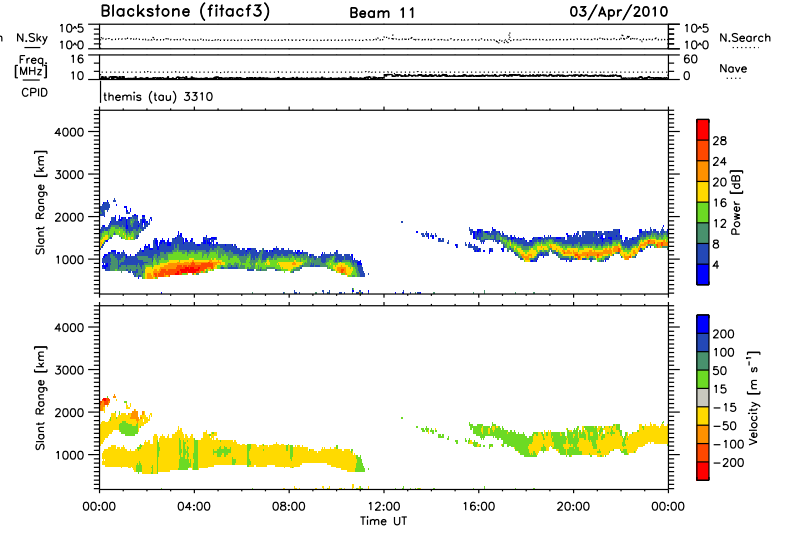 Blackstone (fitacf3) Beam 11 03/Apr/2010
n N.Sky 10^5 10^5 N.Search
10^0 10^0
Freq. 16 60
[MHz] 10 0 Nave
CPID themis (tau) 3310
Slant Range [km]
4000
3000
2000
1000
28
24
20
16
12
8
4
Power [dB]
Slant Range [km]
4000
3000
2000
1000
200
100
50
15
-15
-50
-100
-200
Velocity [m s⁻¹]
00:00 04:00 08:00 12:00 16:00 20:00 00:00
Time UT